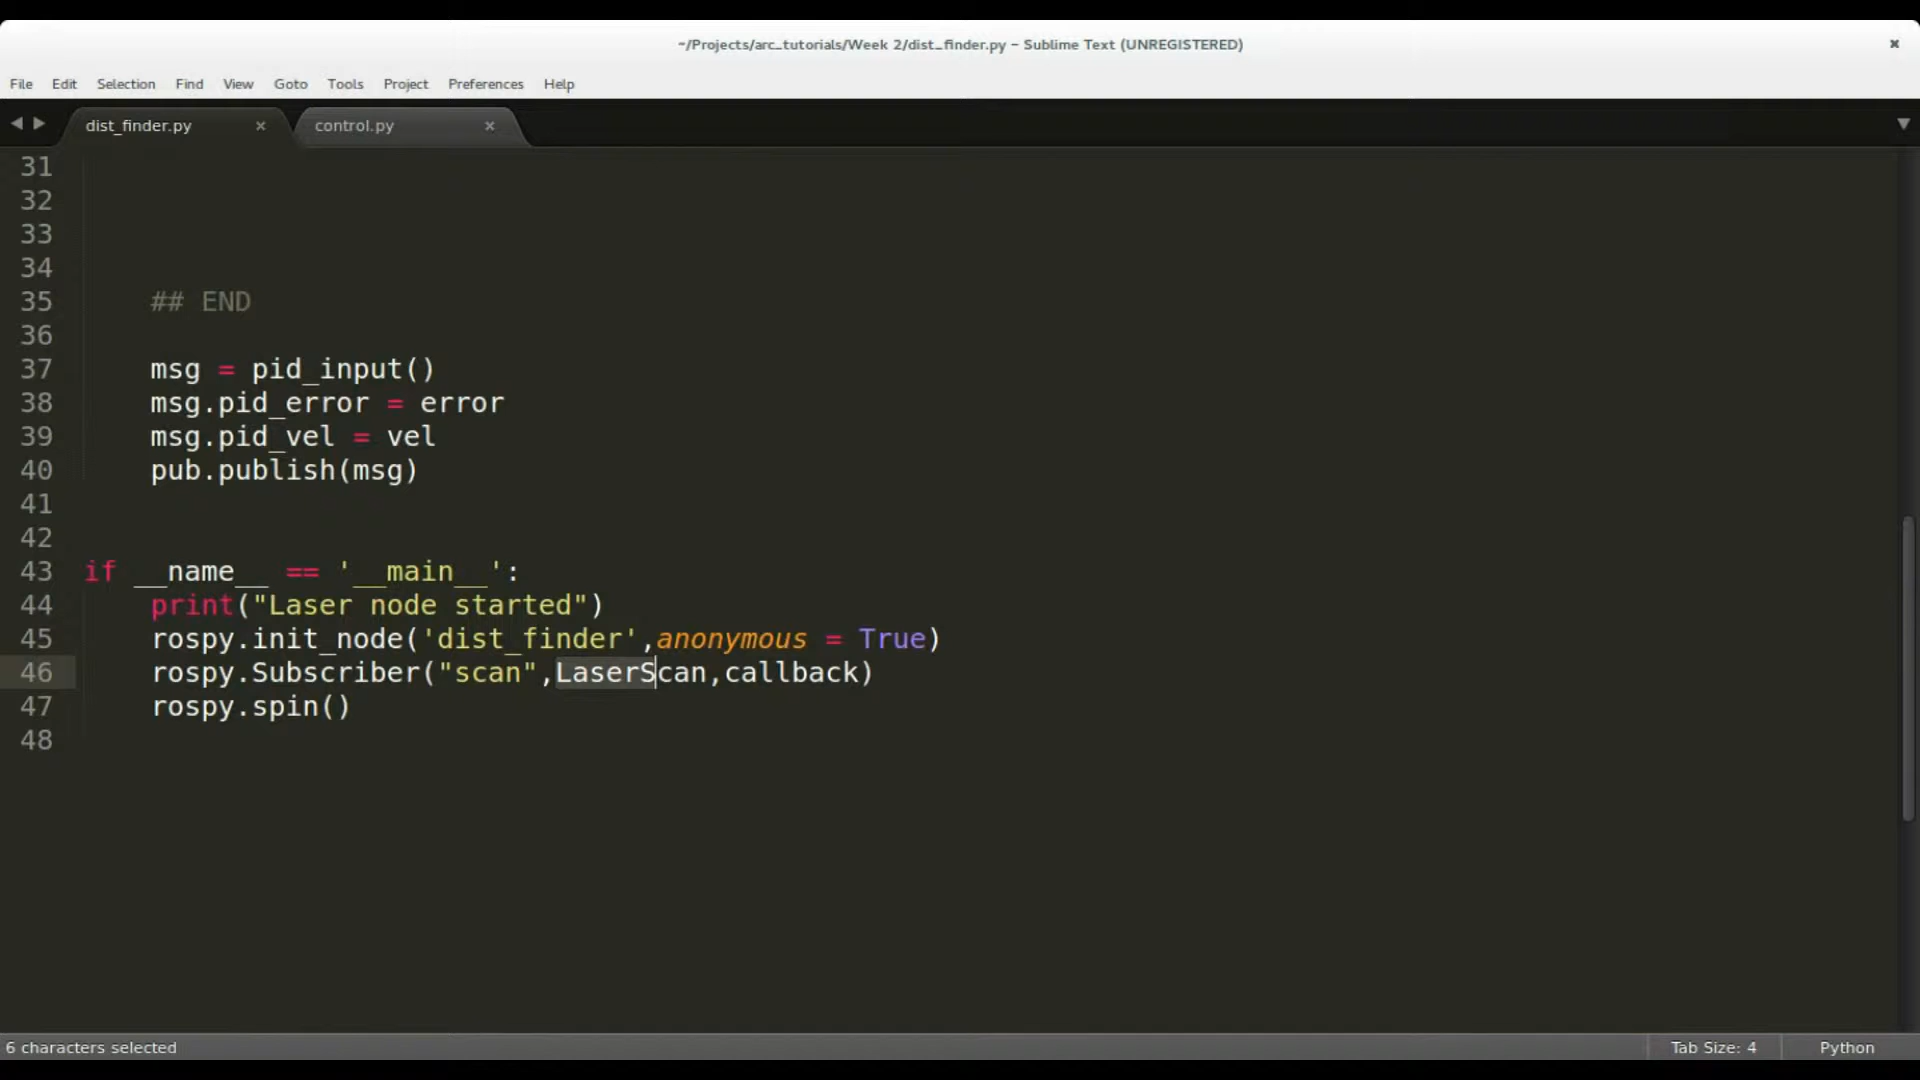 ~/Projects/arc_tutorials/Week 2/dist_finder.py – Sublime Text (UNREGISTERED)
File Edit Selection Find View Goto Tools Project Preferences Help
dist_finder.py control.py
31
32
33
34
35 ## END
36
37 msg = pid_input()
38 msg.pid_error = error
39 msg.pid_vel = vel
40 pub.publish(msg)
41
42
43 if __name__ == '__main__':
44 print("Laser node started")
45 rospy.init_node('dist_finder',anonymous = True)
46 rospy.Subscriber("scan",LaserScan,callback)
47 rospy.spin()
48
6 characters selected Tab Size: 4 Python